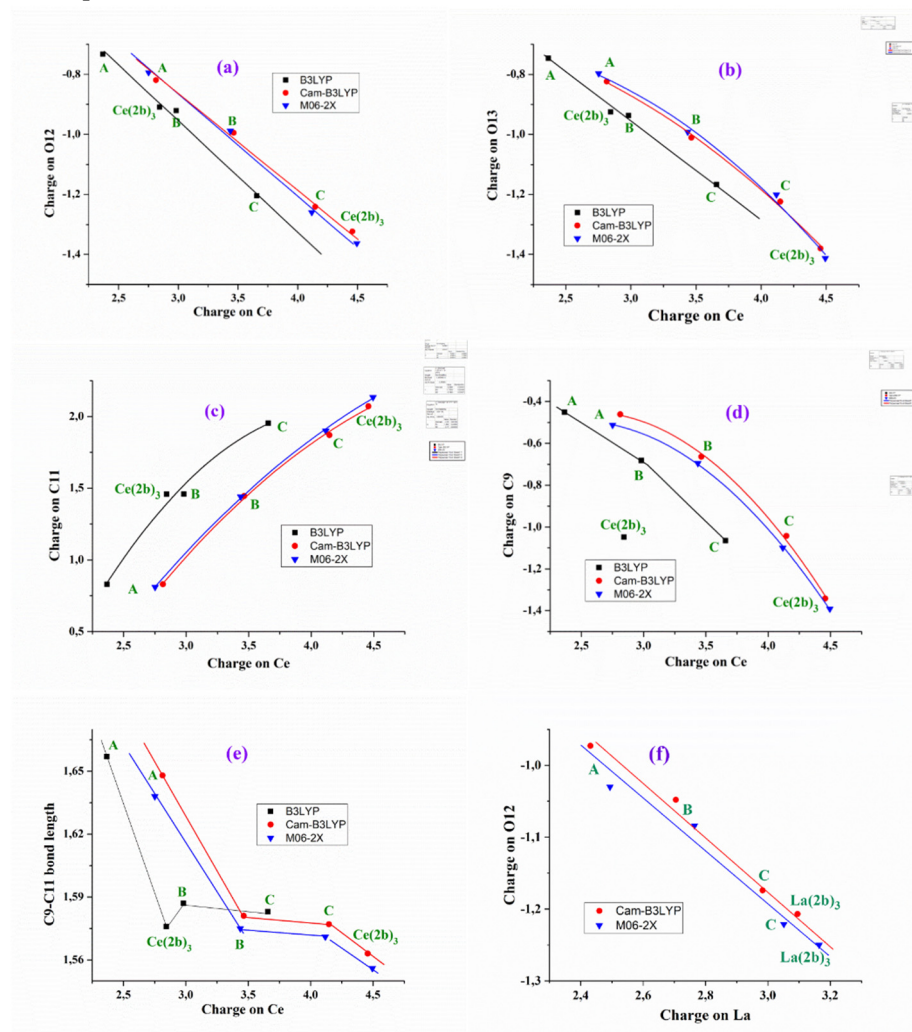 (a)
A
A
B3LYP
Cam-B3LYP
M06-2X
Ce(2b)3
B
B
C
C
Ce(2b)3
-0,8
-1,0
-1,2
-1,4
2,5 3,0 3,5 4,0 4,5
Charge on O12
Charge on Ce
(b)
A
A
Ce(2b)3
B
B
C
C
B3LYP
Cam-B3LYP
M06-2X
Ce(2b)3
-0,8
-1,0
-1,2
-1,4
2,5 3,0 3,5 4,0 4,5
Charge on O13
Charge on Ce
(c)
C
Ce(2b)3
C
Ce(2b)3
B
B
B3LYP
Cam-B3LYP
M06-2X
A
2,0
1,5
1,0
0,5
2,5 3,0 3,5 4,0 4,5
Charge on C11
Charge on Ce
(d)
A
A
B
B
Ce(2b)3
C
C
B3LYP
Cam-B3LYP
M06-2X
Ce(2b)3
-0,4
-0,6
-0,8
-1,0
-1,2
-1,4
2,5 3,0 3,5 4,0 4,5
Charge on C9
Charge on Ce
(e)
A
A
B3LYP
Cam-B3LYP
M06-2X
B
C
C
Ce(2b)3
B
Ce(2b)3
1,65
1,62
1,59
1,56
2,5 3,0 3,5 4,0 4,5
C9-C11 bond length
Charge on Ce
(f)
A
B
C
La(2b)3
C
La(2b)3
Cam-B3LYP
M06-2X
-1,0
-1,1
-1,2
-1,3
2,4 2,6 2,8 3,0 3,2
Charge on O12
Charge on La